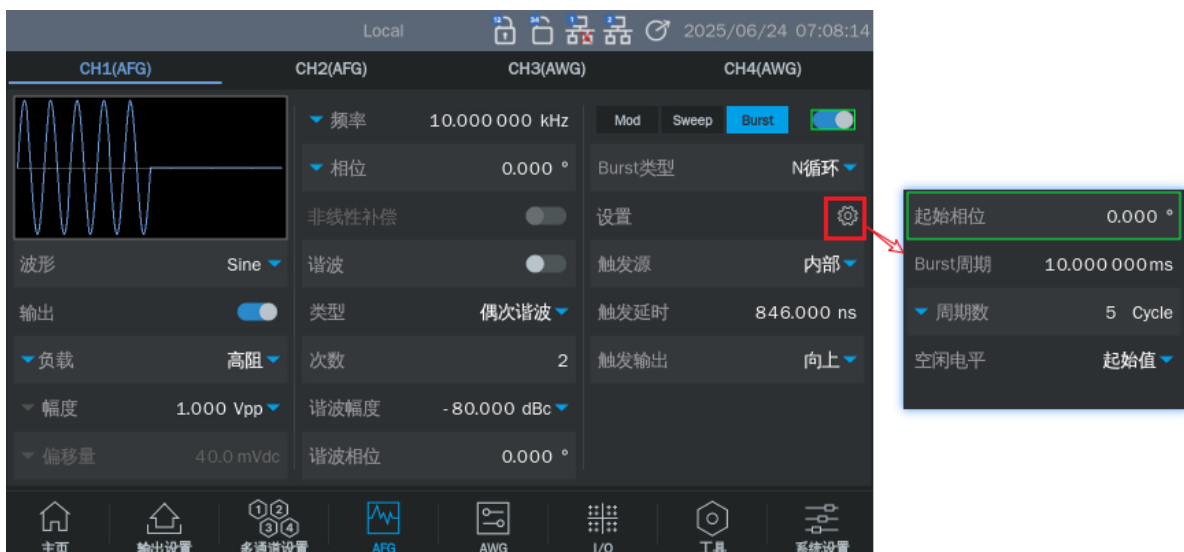 Local 12 34 1 2 2025/06/24 07:08:14
CH1(AFG) CH2(AFG) CH3(AWG) CH4(AWG)
频率 10.000 000 kHz Mod Sweep Burst
相位 0.000 ° Burst类型 N循环
非线性补偿 设置
波形 Sine 谐波 触发源 内部
输出 类型 偶次谐波 触发延时 846.000 ns
负载 高阻 次数 2 触发输出 向上
幅度 1.000 Vpp 谐波幅度 -80.000 dBc
偏移量 40.0 mVdc 谐波相位 0.000 °
起始相位 0.000 °
Burst周期 10.000 000ms
周期数 5 Cycle
空闲电平 起始值
1 2 3 4
主页 输出设置 多通道设置 AFG AWG I/O 工具 系统设置